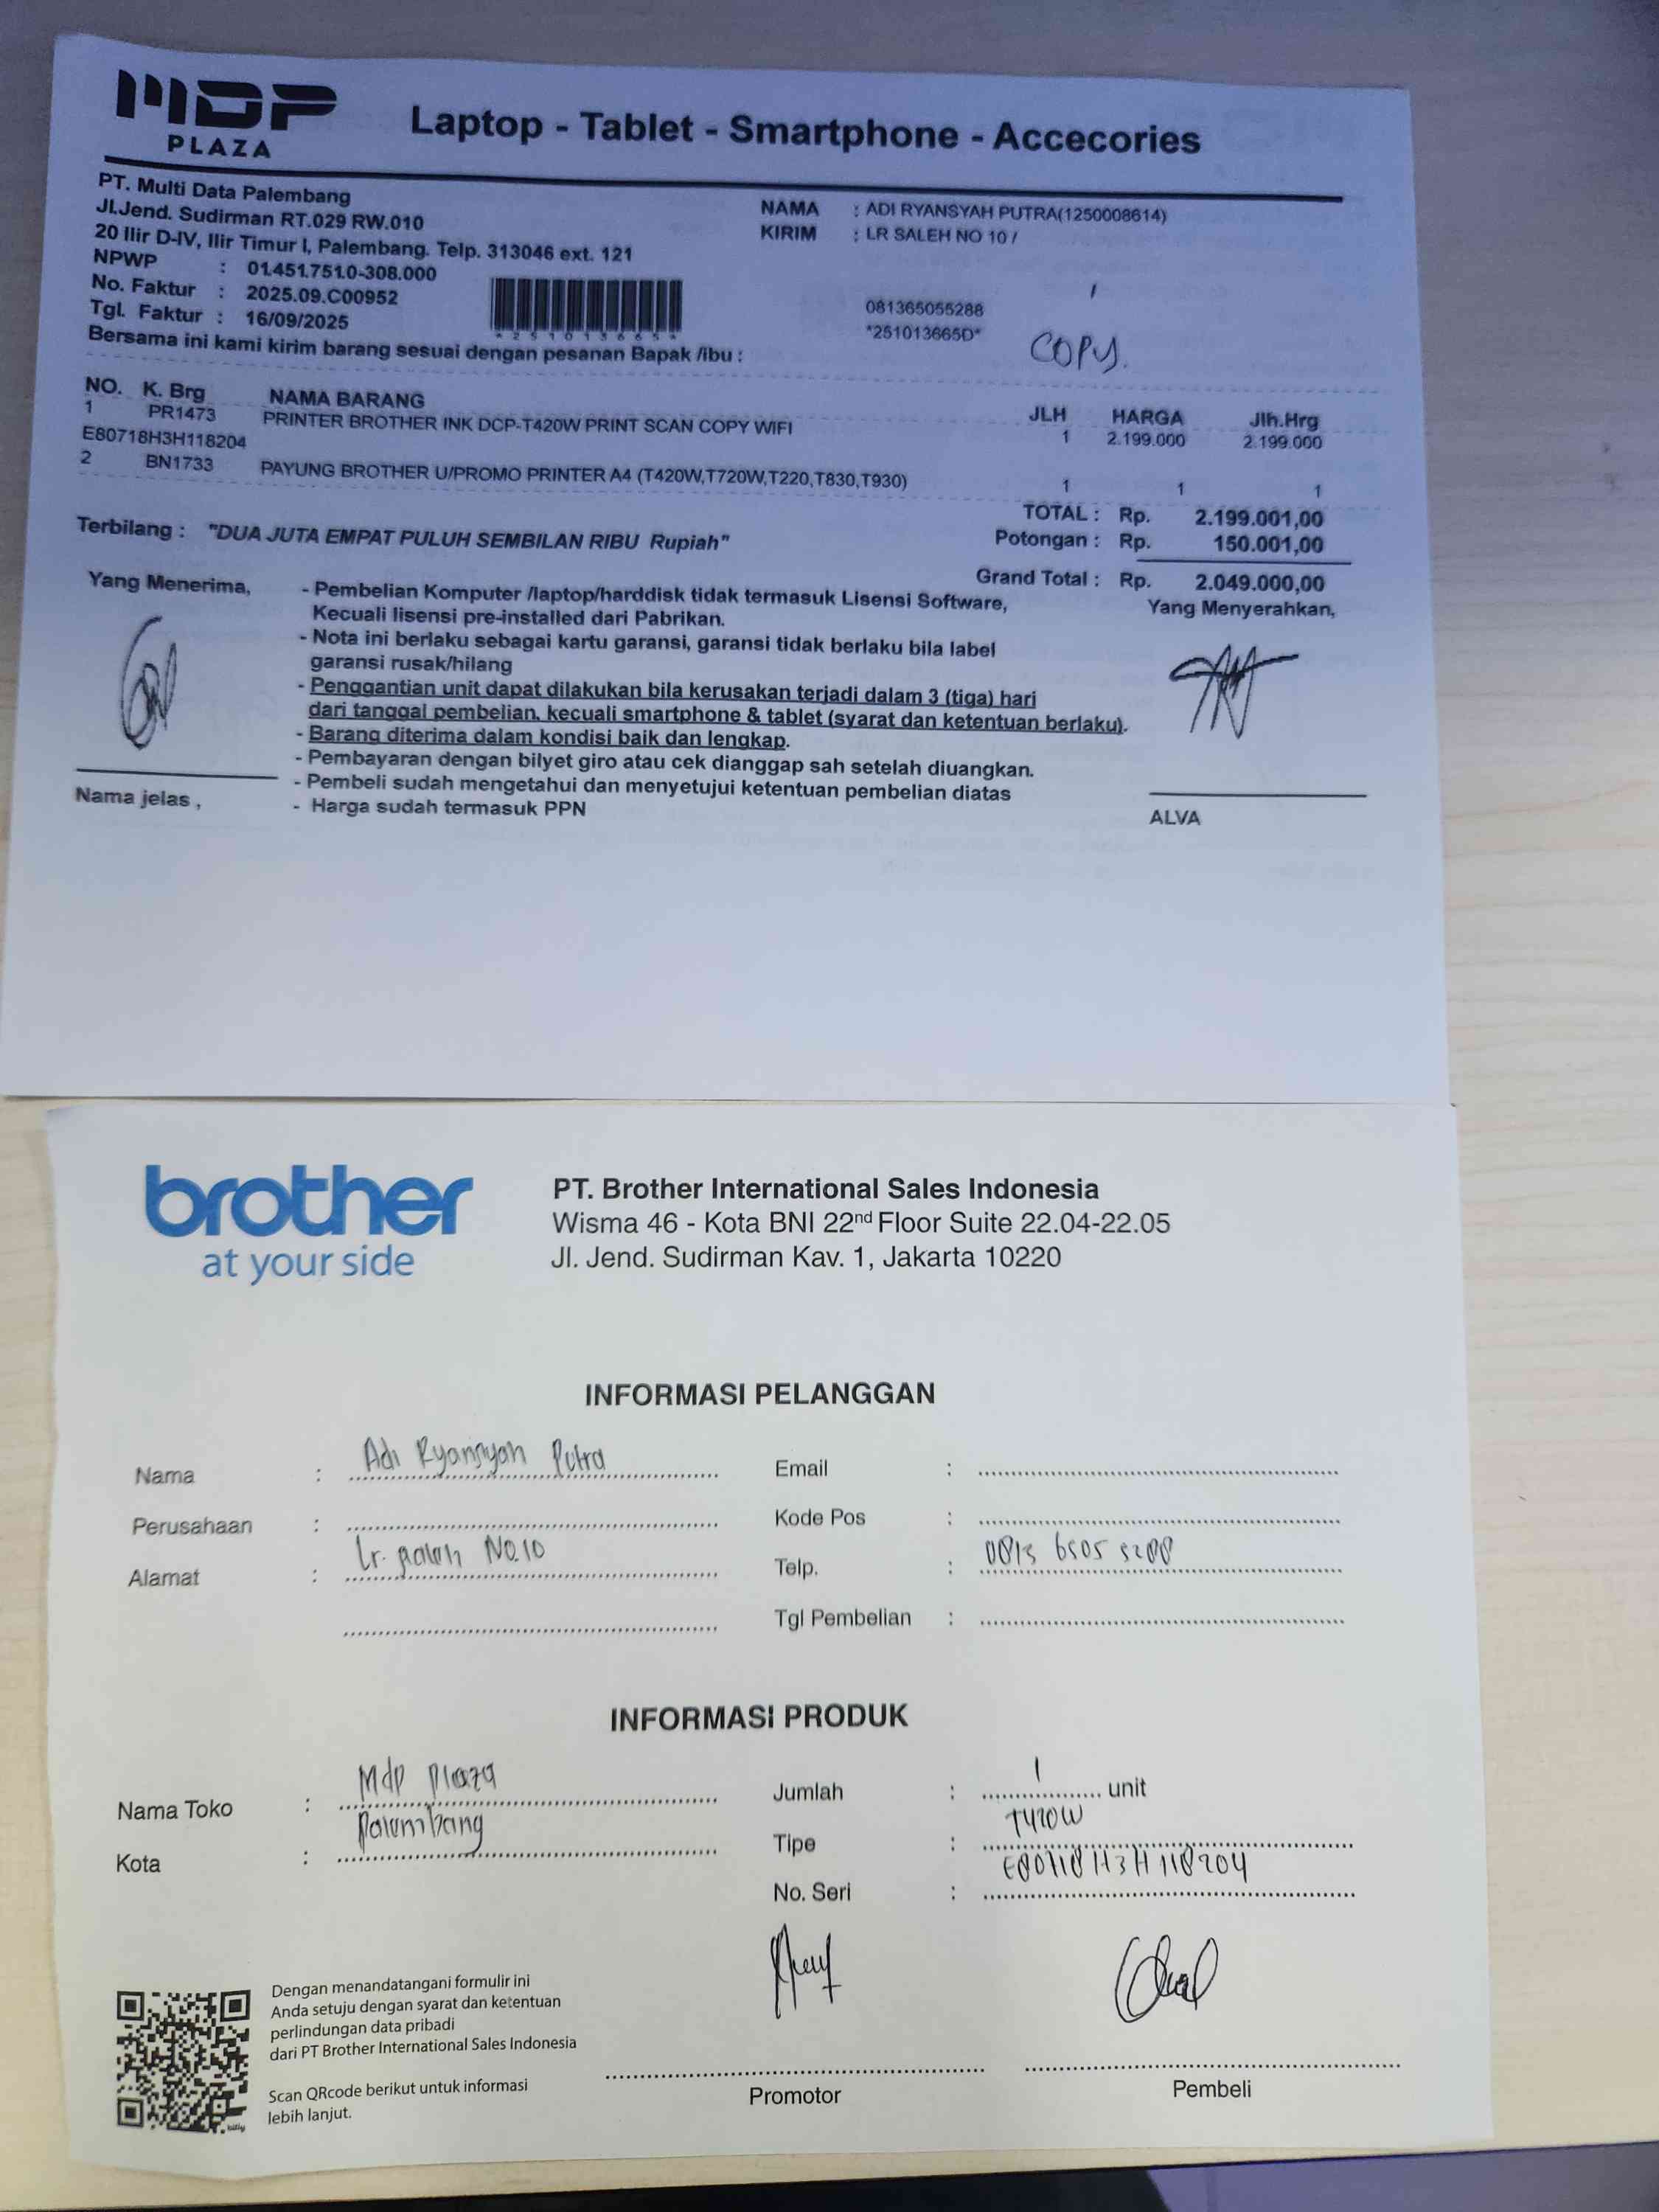 MDP
PLAZA
Laptop - Tablet - Smartphone - Accecories
PT. Multi Data Palembang
Jl.Jend. Sudirman RT.029 RW.010
20 Ilir D-IV, Ilir Timur I, Palembang. Telp. 313046 ext. 121
NPWP : 01.451.751.0-308.000
No. Faktur : 2025.09.C00952
Tgl. Faktur : 16/09/2025
*251013665*
NAMA : ADI RYANSYAH PUTRA(1250008614)
KIRIM : LR SALEH NO 10 /
081365055288
*251013665D*
COPY.
Bersama ini kami kirim barang sesuai dengan pesanan Bapak /ibu :
NO. K. Brg NAMA BARANG JLH HARGA Jlh.Hrg
1 PR1473 PRINTER BROTHER INK DCP-T420W PRINT SCAN COPY WIFI 1 2.199.000 2.199.000
E80718H3H118204
2 BN1733 PAYUNG BROTHER U/PROMO PRINTER A4 (T420W,T720W,T220,T830,T930) 1 1 1
TOTAL : Rp. 2.199.001,00
Terbilang : "DUA JUTA EMPAT PULUH SEMBILAN RIBU Rupiah"
Potongan : Rp. 150.001,00
Grand Total : Rp. 2.049.000,00
Yang Menerima,
Yang Menyerahkan,
- Pembelian Komputer /laptop/harddisk tidak termasuk Lisensi Software,
Kecuali lisensi pre-installed dari Pabrikan.
- Nota ini berlaku sebagai kartu garansi, garansi tidak berlaku bila label
garansi rusak/hilang
- Penggantian unit dapat dilakukan bila kerusakan terjadi dalam 3 (tiga) hari
dari tanggal pembelian, kecuali smartphone & tablet (syarat dan ketentuan berlaku).
- Barang diterima dalam kondisi baik dan lengkap.
- Pembayaran dengan bilyet giro atau cek dianggap sah setelah diuangkan.
- Pembeli sudah mengetahui dan menyetujui ketentuan pembelian diatas
- Harga sudah termasuk PPN
Nama jelas ,
ALVA
brother
at your side
PT. Brother International Sales Indonesia
Wisma 46 - Kota BNI 22nd Floor Suite 22.04-22.05
Jl. Jend. Sudirman Kav. 1, Jakarta 10220
INFORMASI PELANGGAN
Nama : Adi Ryansyah Putra
Email :
Perusahaan :
Kode Pos :
Alamat : Lr. saleh No.10
Telp. : 0813 6505 5288
Tgl Pembelian :
INFORMASI PRODUK
Nama Toko : Mdp Plaza
Jumlah : 1 unit
Kota : Palembang
Tipe : T420W
No. Seri : E80718H3H118204
Dengan menandatangani formulir ini
Anda setuju dengan syarat dan ketentuan
perlindungan data pribadi
dari PT Brother International Sales Indonesia
Scan QRcode berikut untuk informasi
lebih lanjut.
bitly
Promotor
Pembeli